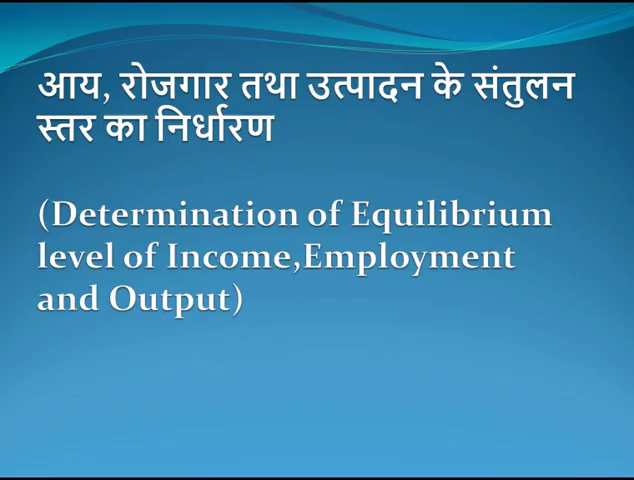 आय, रोजगार तथा उत्पादन के संतुलन
स्तर का निर्धारण
(Determination of Equilibrium
level of Income,Employment
and Output)